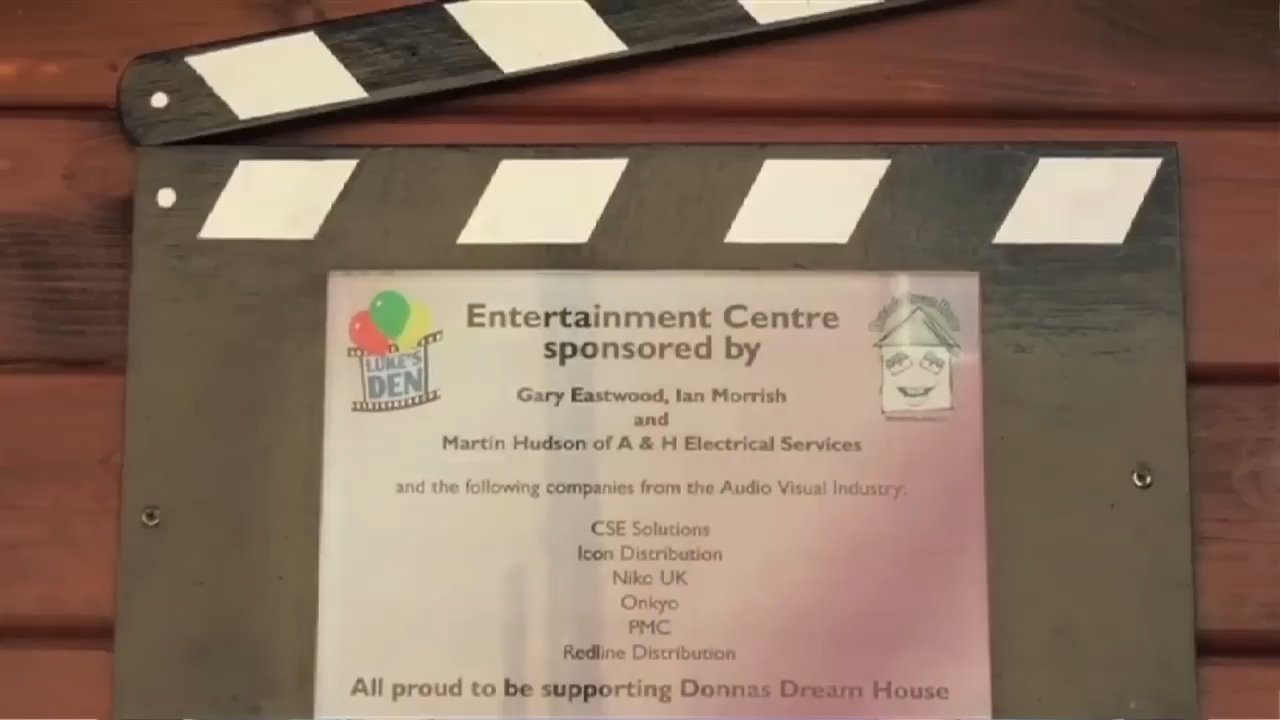 Entertainment Centre
sponsored by
LUKE'S
DEN
Gary Eastwood, Ian Morrish
and
Martin Hudson of A & H Electrical Services
and the following companies from the Audio Visual Industry:
CSE Solutions
Icon Distribution
Niko UK
Onkyo
PMC
Redline Distribution
All proud to be supporting Donnas Dream House